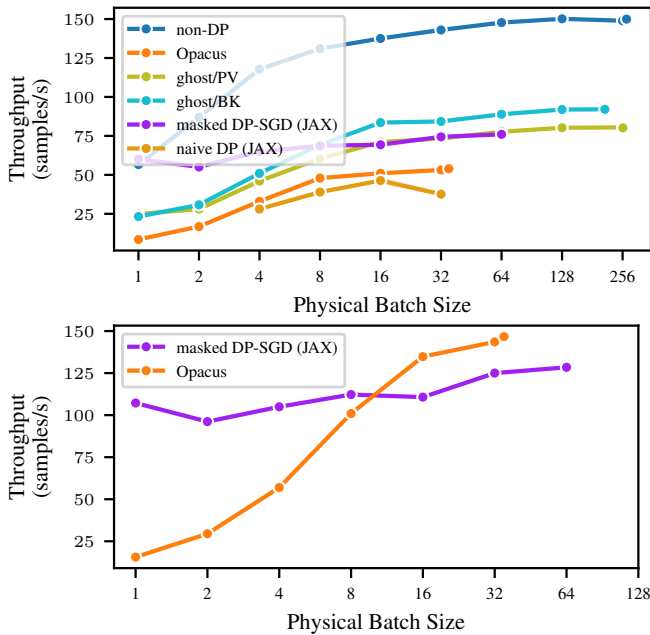 150
125
100
75
50
25
Throughput
(samples/s)
non-DP
Opacus
ghost/PV
ghost/BK
masked DP-SGD (JAX)
naive DP (JAX)
1 2 4 8 16 32 64 128 256
Physical Batch Size
150
125
100
75
50
25
Throughput
(samples/s)
masked DP-SGD (JAX)
Opacus
1 2 4 8 16 32 64 128
Physical Batch Size